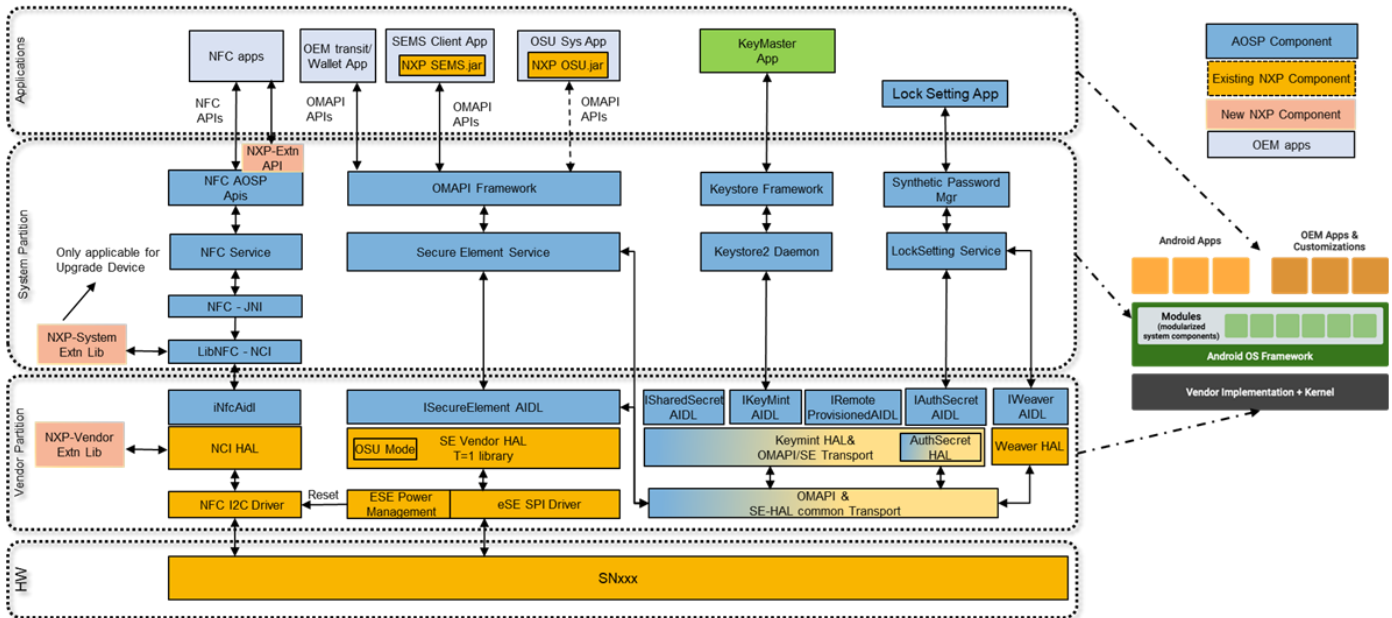 Applications
NFC apps
OEM transit/
Wallet App
SEMS Client App
NXP SEMS.jar
OSU Sys App
NXP OSU.jar
KeyMaster
App
Lock Setting App
NFC
APIs
OMAPI
APIs
OMAPI
APIs
OMAPI
APIs
AOSP Component
Existing NXP Component
New NXP Component
OEM apps
System Partition
NXP-Extn
API
NFC AOSP
Apis
OMAPI Framework
Keystore Framework
Synthetic Password
Mgr
Only applicable for
Upgrade Device
NFC Service
Secure Element Service
Keystore2 Daemon
LockSetting Service
NFC - JNI
NXP-System
Extn Lib
LibNFC - NCI
Android Apps
OEM Apps &
Customizations
Modules
(modularized
system components)
Android OS Framework
Vendor Implementation + Kernel
Vendor Partition
iNfcAidl
ISecureElement AIDL
ISharedSecret
AIDL
IKeyMint
AIDL
IRemote
ProvisionedAIDL
IAuthSecret
AIDL
IWeaver
AIDL
NXP-Vendor
Extn Lib
NCI HAL
OSU Mode
SE Vendor HAL
T=1 library
Keymint HAL&
OMAPI/SE Transport
AuthSecret
HAL
Weaver HAL
NFC I2C Driver
Reset
ESE Power
Management
eSE SPI Driver
OMAPI &
SE-HAL common Transport
HW
SNxxx